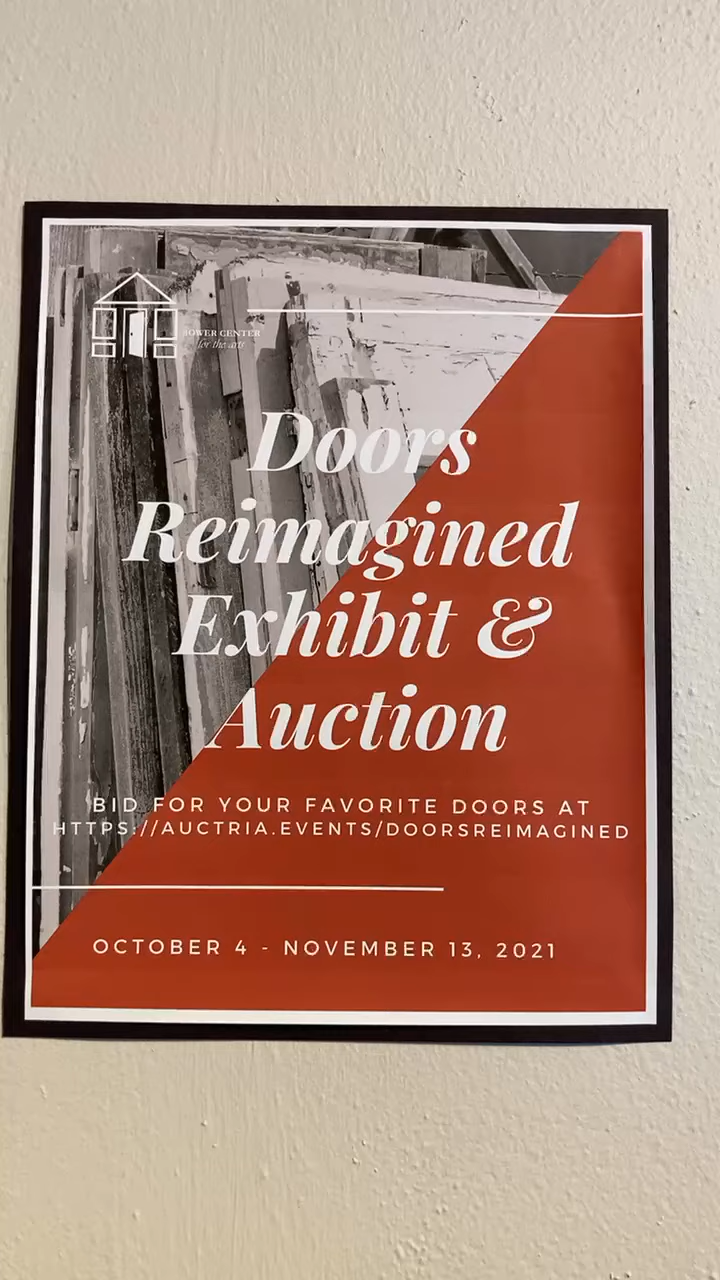 BOWER CENTER
for the arts
Doors
Reimagined
Exhibit &
Auction
BID FOR YOUR FAVORITE DOORS AT
HTTPS://AUCTRIA.EVENTS/DOORSREIMAGINED
OCTOBER 4 - NOVEMBER 13, 2021